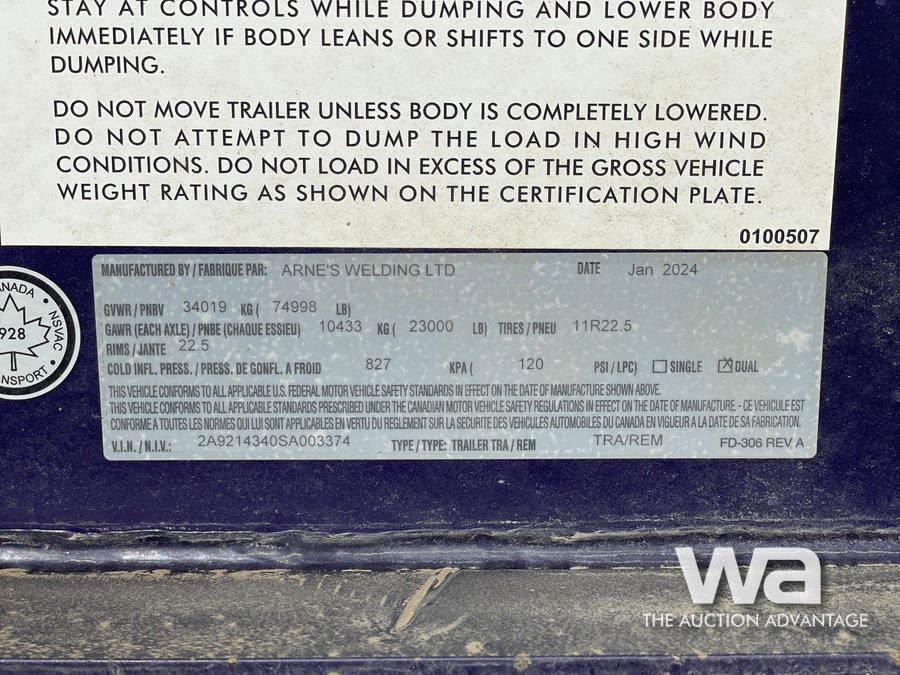 STAY AT CONTROLS WHILE DUMPING AND LOWER BODY
IMMEDIATELY IF BODY LEANS OR SHIFTS TO ONE SIDE WHILE
DUMPING.
DO NOT MOVE TRAILER UNLESS BODY IS COMPLETELY LOWERED.
DO NOT ATTEMPT TO DUMP THE LOAD IN HIGH WIND
CONDITIONS. DO NOT LOAD IN EXCESS OF THE GROSS VEHICLE
WEIGHT RATING AS SHOWN ON THE CERTIFICATION PLATE.
0100507
MANUFACTURED BY / FABRIQUE PAR: ARNE'S WELDING LTD DATE Jan 2024
GVWR / PNBV 34019 KG ( 74998 LB)
GAWR (EACH AXLE) / PNBE (CHAQUE ESSIEU) 10433 KG ( 23000 LB) TIRES / PNEU 11R22.5
RIMS / JANTE 22.5
COLD INFL. PRESS. / PRESS. DE GONFL. A FROID 827 KPA ( 120 PSI / LPC) SINGLE DUAL
THIS VEHICLE CONFORMS TO ALL APPLICABLE U.S. FEDERAL MOTOR VEHICLE SAFETY STANDARDS IN EFFECT ON THE DATE OF MANUFACTURE SHOWN ABOVE.
THIS VEHICLE CONFORMS TO ALL APPLICABLE STANDARDS PRESCRIBED UNDER THE CANADIAN MOTOR VEHICLE SAFETY REGULATIONS IN EFFECT ON THE DATE OF MANUFACTURE. - CE VEHICULE EST
CONFORME A TOUTES LES NORMES QUI LUI SONT APPLICABLES EN VERTU DU REGLEMENT SUR LA SECURITE DES VEHICULES AUTOMOBILES DU CANADA EN VIGUEUR A LA DATE DE SA FABRICATION.
V.I.N. / N.I.V.: 2A9214340SA003374 TYPE / TYPE: TRAILER TRA / REM TRA/REM FD-306 REV A
928
NSVAC
wa
THE AUCTION ADVANTAGE